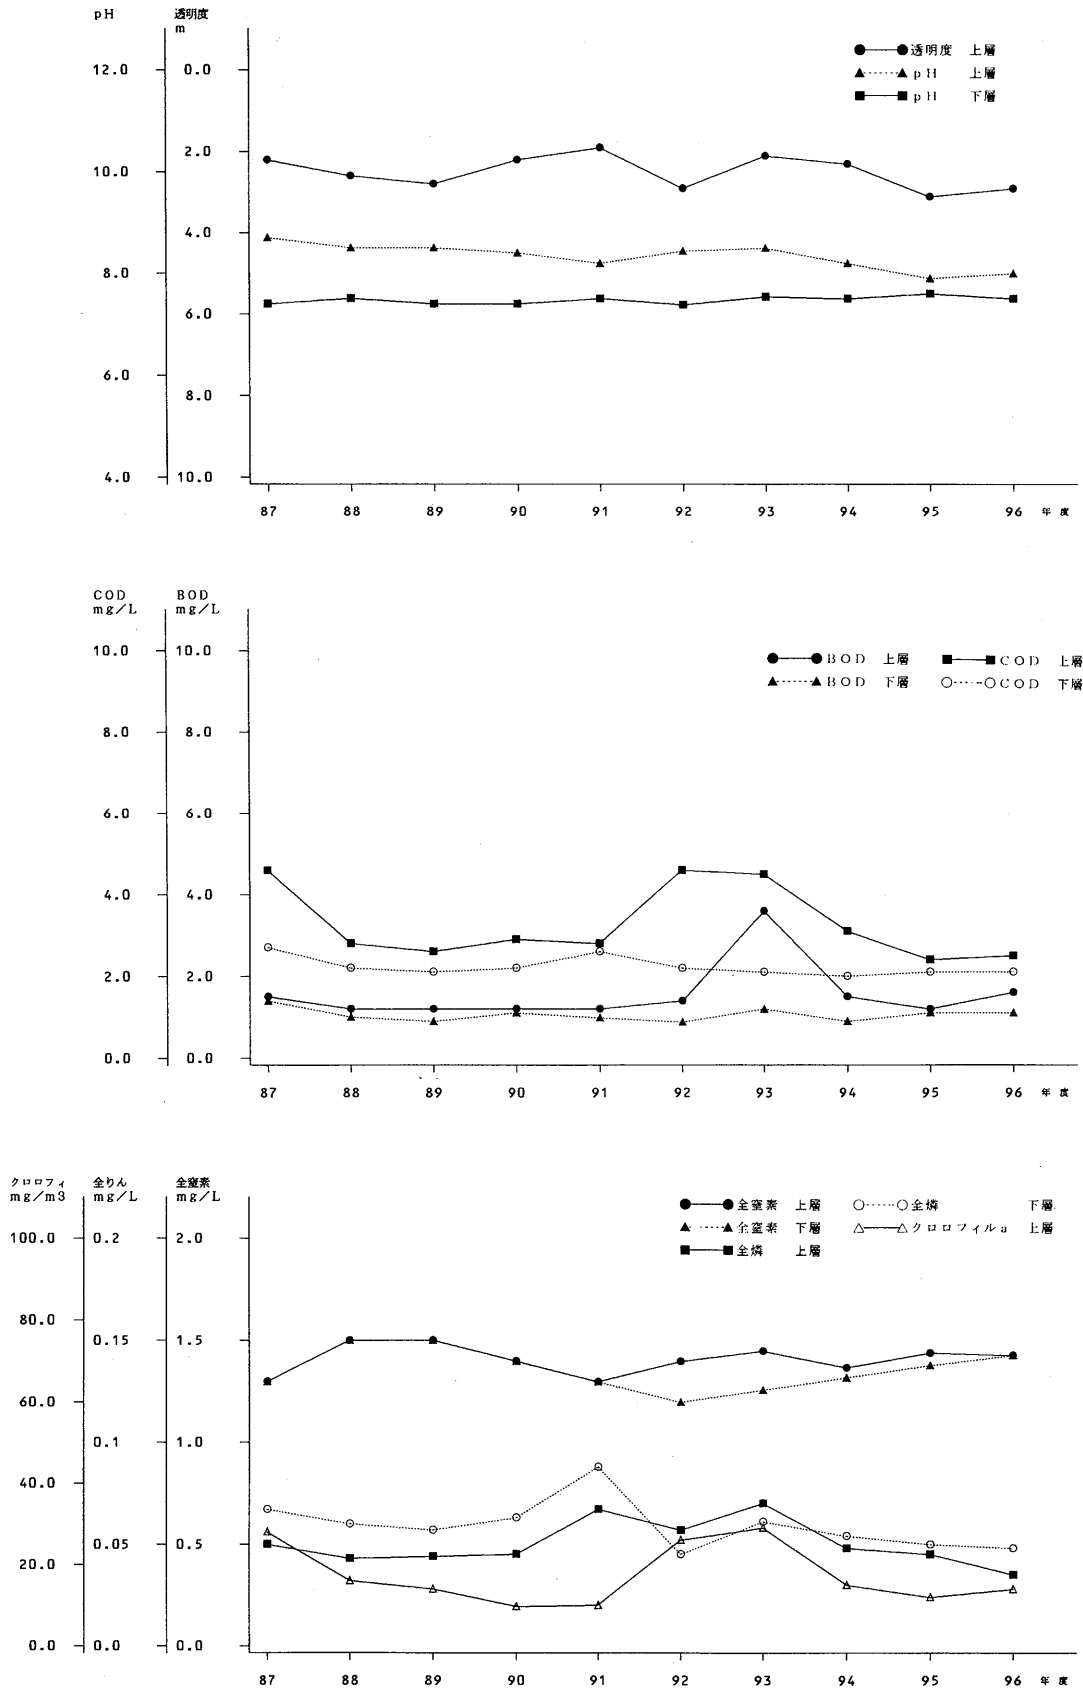 pH 透明度
m
●—●透明度 上層
▲·····▲pH 上層
■—■pH 下層
12.0 0.0
2.0
10.0
4.0
8.0
6.0
6.0
8.0
4.0 10.0
87 88 89 90 91 92 93 94 95 96 年度
COD BOD
mg/L mg/L
●—●BOD 上層 ■—■COD 上層
▲·····▲BOD 下層 ○·····○COD 下層
10.0 10.0
8.0 8.0
6.0 6.0
4.0 4.0
2.0 2.0
0.0 0.0
87 88 89 90 91 92 93 94 95 96 年度
クロロフィ 全りん 全窒素
mg/m3 mg/L mg/L
●—●全窒素 上層 ○·····○全燐 下層
▲·····▲全窒素 下層 △—△クロロフィルa 上層
■—■全燐 上層
100.0 0.2 2.0
80.0
0.15 1.5
60.0
0.1 1.0
40.0
0.05 0.5
20.0
0.0 0.0 0.0
87 88 89 90 91 92 93 94 95 96 年度